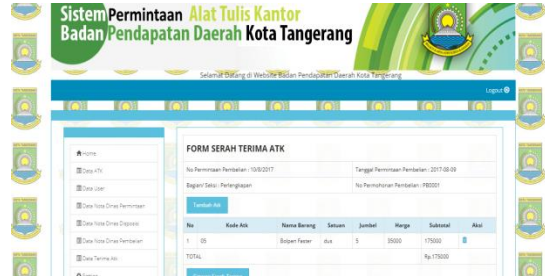 Sistem Permintaan Alat Tulis Kantor
Badan Pendapatan Daerah Kota Tangerang
Selamat Datang di Website Badan Pendapatan Daerah Kota Tangerang
Logout
Home
Data ATK
Data User
Data Nota Dinas Permintaan
Data Nota Dinas Disposisi
Data Nota Dinas Pembelian
Data Terima Atk
FORM SERAH TERIMA ATK
No Permintaan Pembelian : 10/8/2017
Tanggal Permintaan Pembelian : 2017-08-09
Bagian/ Seksi : Perlengkapan
No Permohonan Pembelian : PB0001
Tambah Atk
No Kode Atk Nama Barang Satuan Jumbel Harga Subtotal Aksi
1 05 Bolpen Faster dus 5 35000 175000
TOTAL Rp.175000